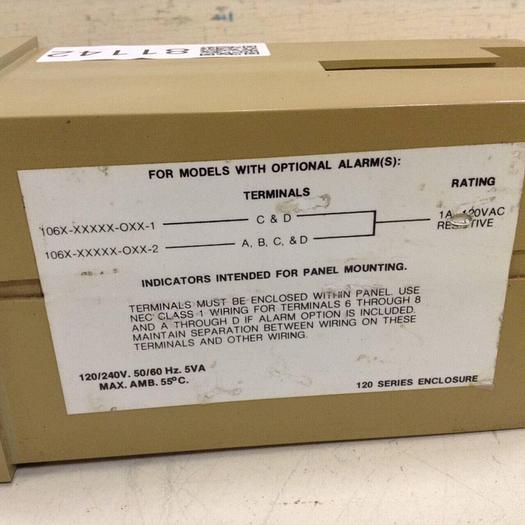 81142
FOR MODELS WITH OPTIONAL ALARM(S):
TERMINALS
RATING
106X-XXXXX-OXX-1
C & D
1A 120VAC
106X-XXXXX-OXX-2
A, B, C, &D
RESISTIVE
INDICATORS INTENDED FOR PANEL MOUNTING.
TERMINALS MUST BE ENCLOSED WITHIN PANEL. USE
NEC CLASS 1 WIRING FOR TERMINALS 6 THROUGH 8
AND A THROUGH D IF ALARM OPTION IS INCLUDED.
MAINTAIN SEPARATION BETWEEN WIRING ON THESE
TERMINALS AND OTHER WIRING.
120/240V. 50/60 Hz. 5VA
MAX. AMB. 55°C.
120 SERIES ENCLOSURE